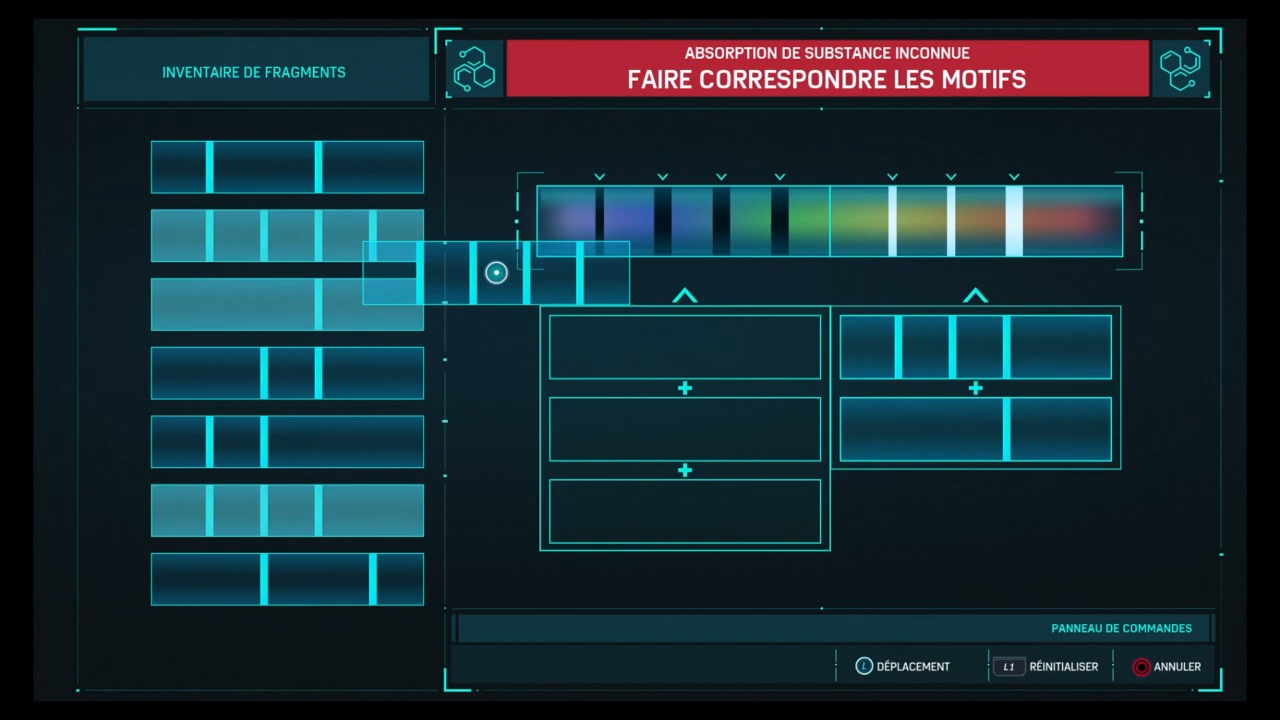 INVENTAIRE DE FRAGMENTS
ABSORPTION DE SUBSTANCE INCONNUE
FAIRE CORRESPONDRE LES MOTIFS
PANNEAU DE COMMANDES
L DÉPLACEMENT
L1 RÉINITIALISER
ANNULER